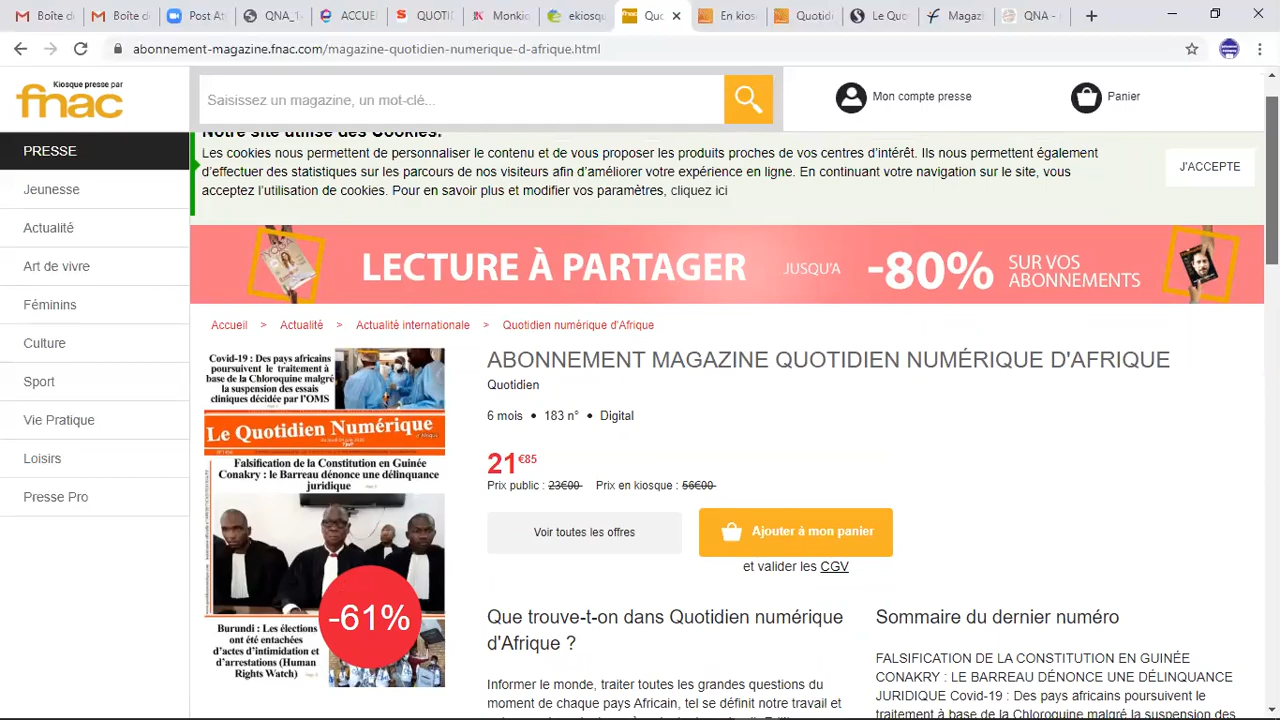 Boîte d
Boîte d
Post At
QNA_1
ACCE
QUOTI
Monki
ekiosq
Quo
En kios
Quotidi
Le Quo
Magazi
QNA -
abonnement-magazine.fnac.com/magazine-quotidien-numerique-d-afrique.html
Kiosque presse par
fnac
Saisissez un magazine, un mot-clé...
Mon compte presse
Panier
PRESSE
Jeunesse
Actualité
Art de vivre
Féminins
Culture
Sport
Vie Pratique
Loisirs
Presse Pro
Notre site utilise des Cookies.
Les cookies nous permettent de personnaliser le contenu et de vous proposer les produits proches de vos centres d'intérêt. Ils nous permettent également
d'effectuer des statistiques sur les parcours de nos visiteurs afin d'améliorer votre expérience en ligne. En continuant votre navigation sur le site, vous
acceptez l'utilisation de cookies. Pour en savoir plus et modifier vos paramètres, cliquez ici
J'ACCEPTE
LECTURE À PARTAGER JUSQU'A -80% SUR VOS
ABONNEMENTS
Accueil > Actualité > Actualité internationale > Quotidien numérique d'Afrique
Covid-19 : Des pays africains
poursuivent le traitement à
base de la Chloroquine malgré
la suspension des essais
cliniques décidée par l'OMS
Le Quotidien Numérique
d'Afrique
Falsification de la Constitution en Guinée
Conakry : le Barreau dénonce une délinquance
juridique
-61%
Burundi : Les élections
ont été entachées
d'actes d'intimidation et
d'arrestations (Human
Rights Watch)
ABONNEMENT MAGAZINE QUOTIDIEN NUMÉRIQUE D'AFRIQUE
Quotidien
6 mois • 183 n° • Digital
21€85
Prix public : 23€00 Prix en kiosque : 56€00
Voir toutes les offres
Ajouter à mon panier
et valider les CGV
Que trouve-t-on dans Quotidien numérique
d'Afrique ?
Informer le monde, traiter toutes les grandes questions du
moment de chaque pays Africain, tel se définit notre travail et
Sommaire du dernier numéro
FALSIFICATION DE LA CONSTITUTION EN GUINÉE
CONAKRY : LE BARREAU DÉNONCE UNE DÉLINQUANCE
JURIDIQUE Covid-19 : Des pays africains poursuivent le
traitement à base de la Chloroquine malgré la suspension des